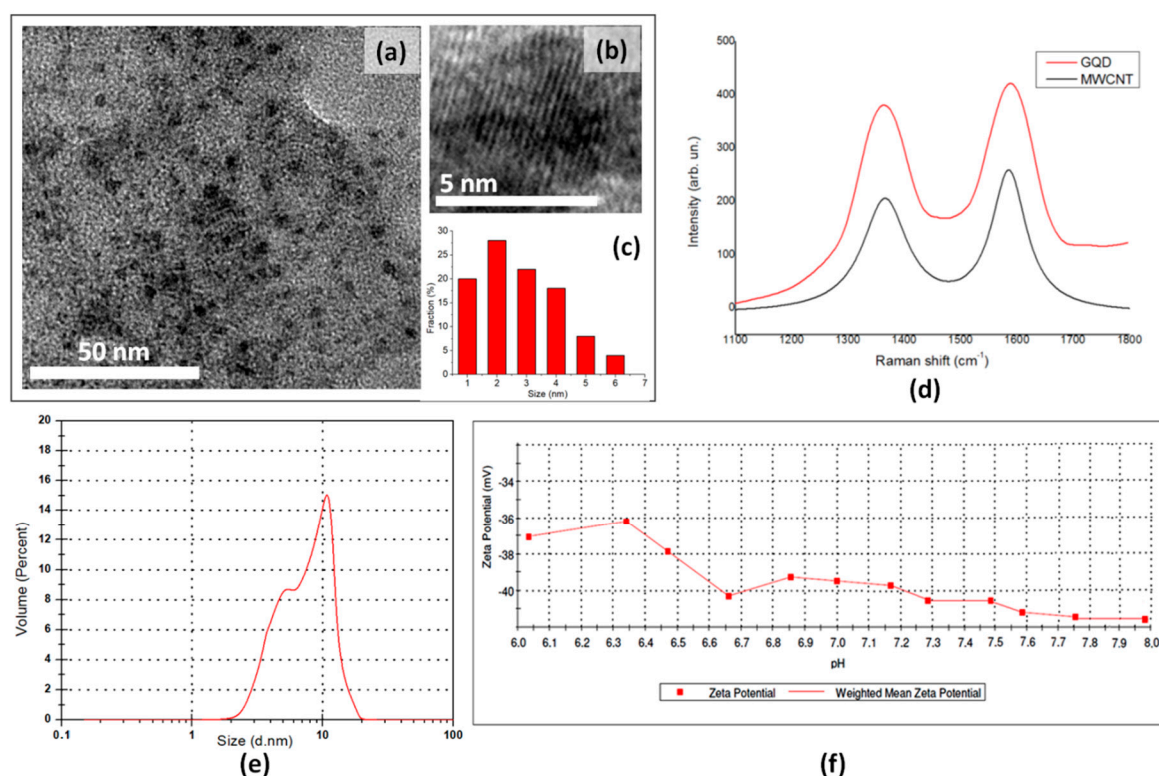 (a)
50 nm
(b)
5 nm
(c)
Fraction (%)
30
25
20
15
10
5
0
1 2 3 4 5 6 7
Size (nm)
500
400
300
200
100
0
Intensity (arb. un.)
GQD
MWCNT
1100 1200 1300 1400 1500 1600 1700 1800
Raman shift (cm-1)
(d)
20
18
16
14
12
10
8
6
4
2
0
Volume (Percent)
0.1 1 10 100
Size (d.nm)
(e)
Zeta Potential (mV)
-34
-36
-38
-40
6.0 6.1 6.2 6.3 6.4 6.5 6.6 6.7 6.8 6.9 7.0 7.1 7.2 7.3 7.4 7.5 7.6 7.7 7.8 7.9 8.0
pH
Zeta Potential Weighted Mean Zeta Potential
(f)